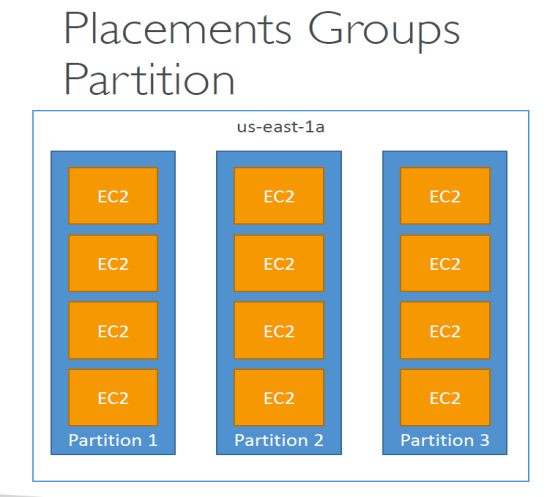 Placements Groups
Partition
us-east-1a
EC2
EC2
EC2
EC2
Partition 1
EC2
EC2
EC2
EC2
Partition 2
EC2
EC2
EC2
EC2
Partition 3